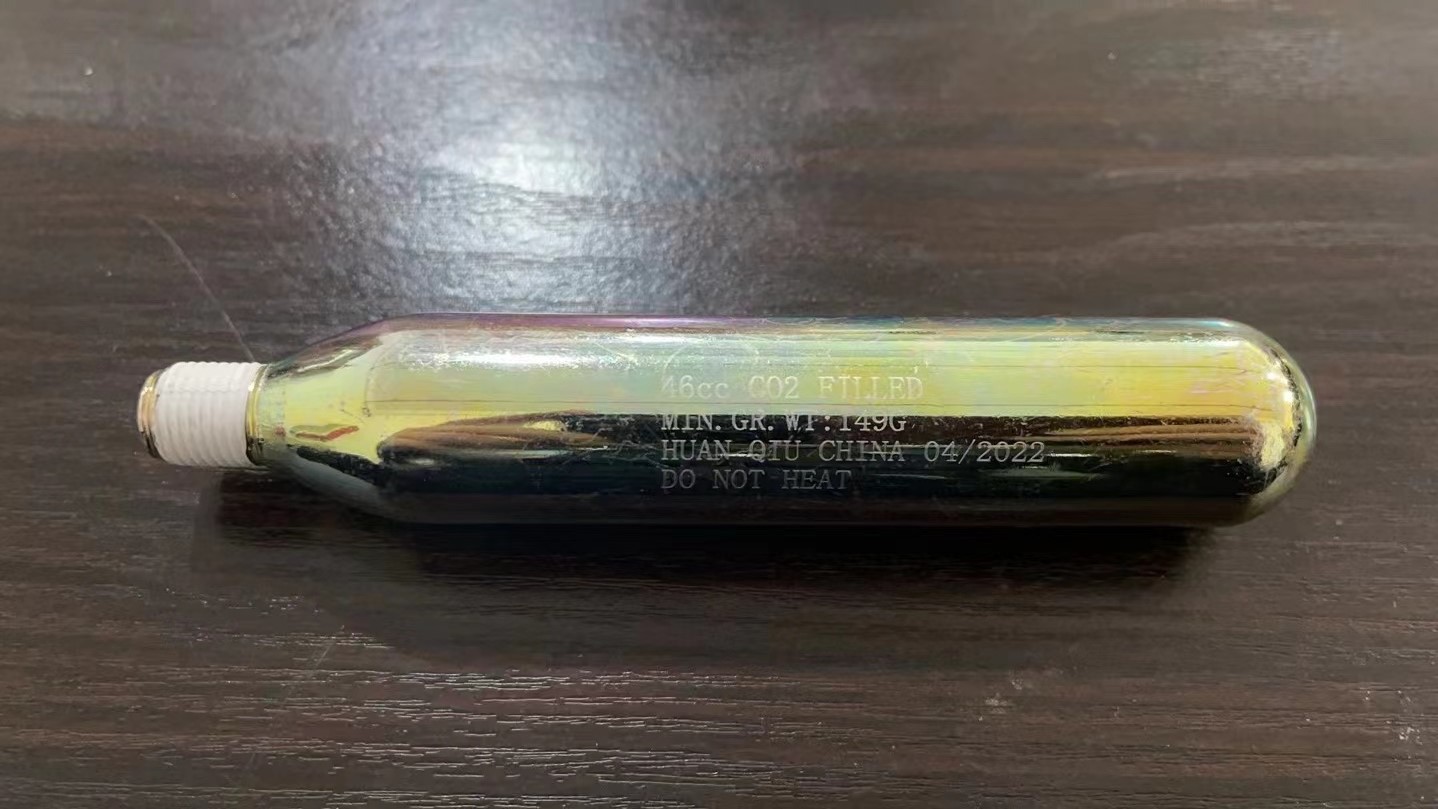 46cc CO2 FILLED
MIN.GR.WT:149G
HUAN-QIU CHINA 04/2022
DO NOT HEAT